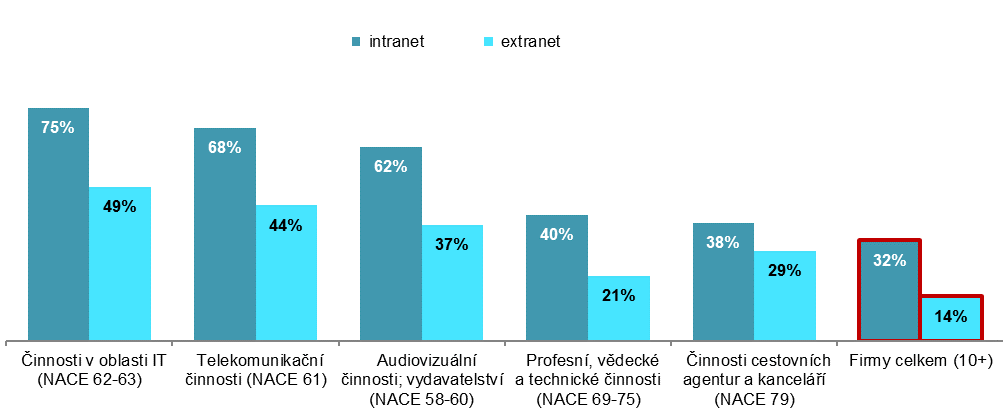 intranet extranet
75%
49%
68%
44%
62%
37%
40%
21%
38%
29%
32%
14%
Činnosti v oblasti IT
(NACE 62-63)
Telekomunikační
činnosti (NACE 61)
Audiovizuální
činnosti; vydavatelství
(NACE 58-60)
Profesní, vědecké
a technické činnosti
(NACE 69-75)
Činnosti cestovních
agentur a kanceláří
(NACE 79)
Firmy celkem (10+)